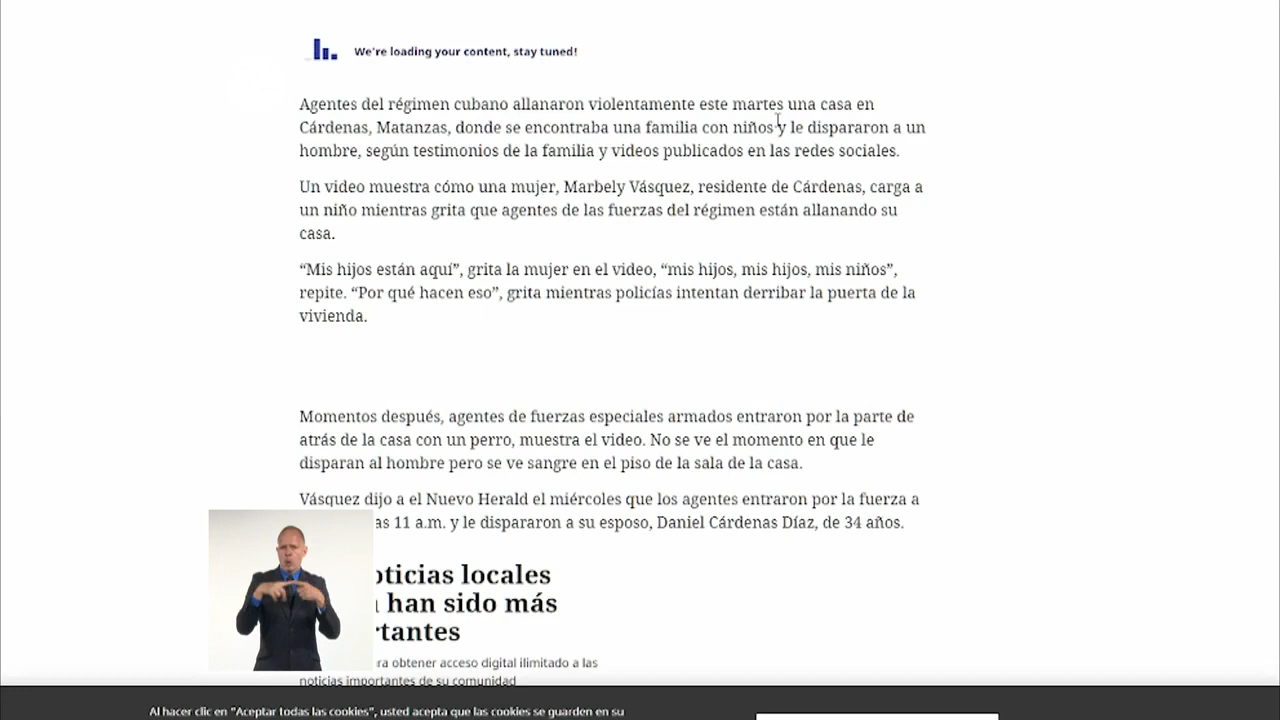 We're loading your content, stay tuned!
Agentes del régimen cubano allanaron violentamente este martes una casa en
Cárdenas, Matanzas, donde se encontraba una familia con niños y le dispararon a un
hombre, según testimonios de la familia y videos publicados en las redes sociales.
Un video muestra cómo una mujer, Marbely Vásquez, residente de Cárdenas, carga a
un niño mientras grita que agentes de las fuerzas del régimen están allanando su
casa.
“Mis hijos están aquí”, grita la mujer en el video, “mis hijos, mis hijos, mis niños”,
repite. “Por qué hacen eso”, grita mientras policías intentan derribar la puerta de la
vivienda.
Momentos después, agentes de fuerzas especiales armados entraron por la parte de
atrás de la casa con un perro, muestra el video. No se ve el momento en que le
disparan al hombre pero se ve sangre en el piso de la sala de la casa.
Vásquez dijo a el Nuevo Herald el miércoles que los agentes entraron por la fuerza a
as 11 a.m. y le dispararon a su esposo, Daniel Cárdenas Díaz, de 34 años.
oticias locales
han sido más
rtantes
ra obtener acceso digital ilimitado a las
noticias importantes de su comunidad
Al hacer clic en "Aceptar todas las cookies", usted acepta que las cookies se guarden en su